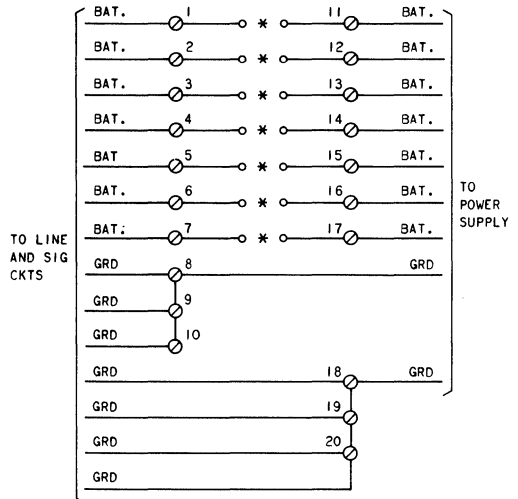 BAT. 1 * 11 BAT.
BAT. 2 * 12 BAT.
BAT. 3 * 13 BAT.
BAT. 4 * 14 BAT.
BAT 5 * 15 BAT.
BAT. 6 * 16 BAT.
BAT. 7 * 17 BAT.
TO LINE
AND SIG
CKTS
TO
POWER
SUPPLY
GRD 8 GRD
GRD 9
GRD 10
GRD 18 GRD
GRD 19
GRD 20
GRD